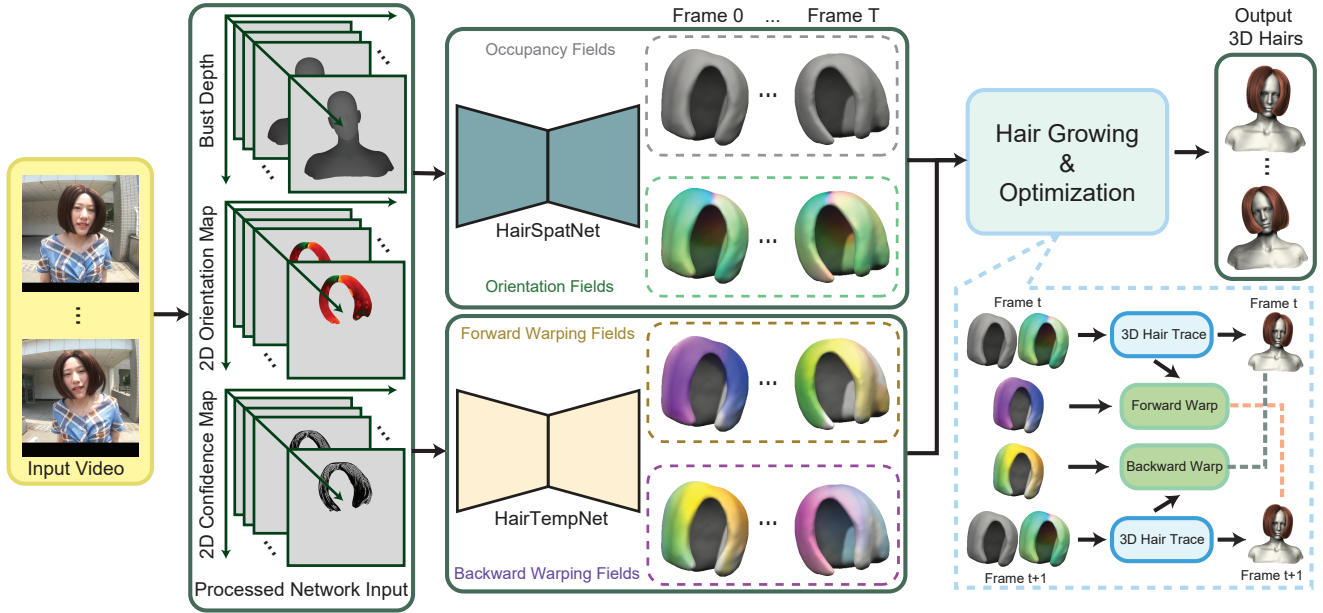 Input Video
Bust Depth
2D Orientation Map
2D Confidence Map
Processed Network Input
Frame 0 ... Frame T
Occupancy Fields
HairSpatNet
Orientation Fields
Forward Warping Fields
HairTempNet
Backward Warping Fields
Hair Growing
&
Optimization
Output
3D Hairs
Frame t
3D Hair Trace
Frame t
Forward Warp
Backward Warp
3D Hair Trace
Frame t+1
Frame t+1